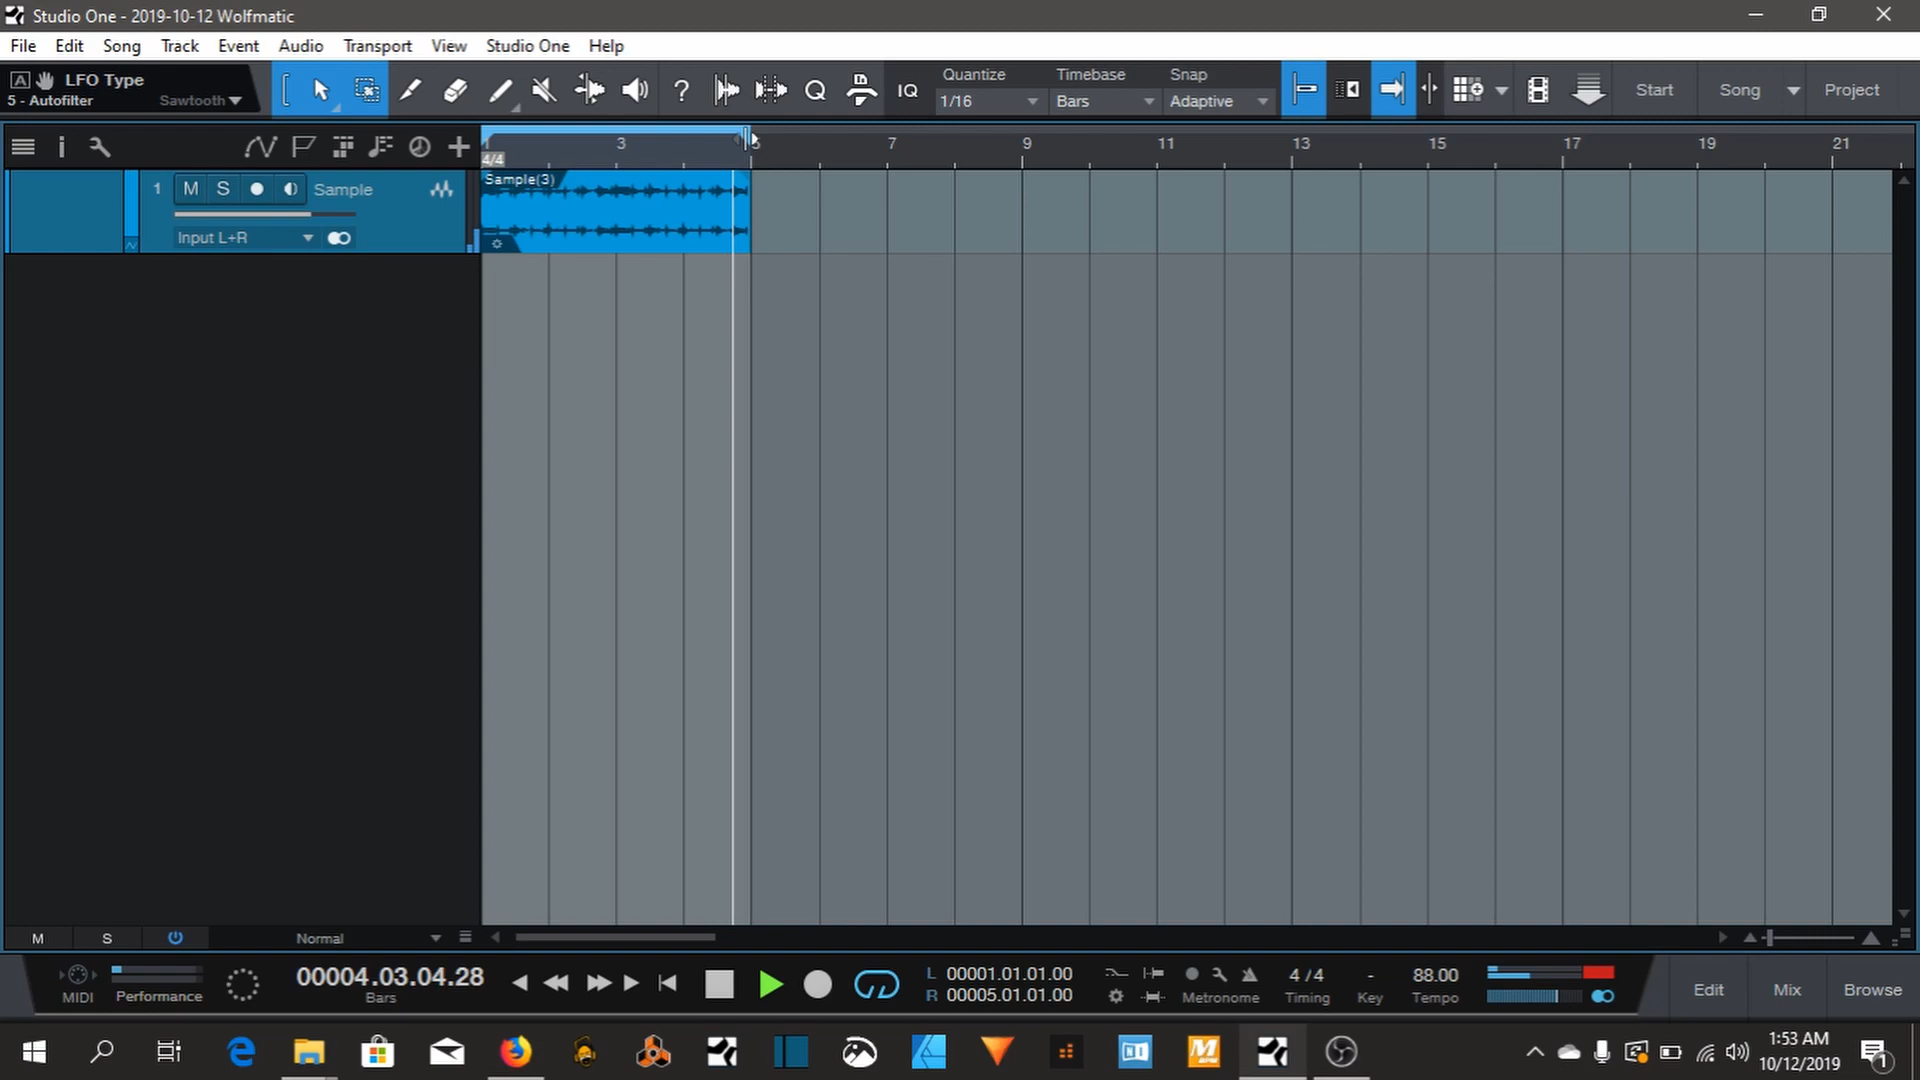 Studio One - 2019-10-12 Wolfmatic
File Edit Song Track Event Audio Transport View Studio One Help
A LFO Type
5 - Autofilter Sawtooth
? Q IQ
Quantize Timebase Snap
1/16 Bars Adaptive
Start Song Project
3 5 7 9 11 13 15 17 19 21
4/4
1 M S Sample
Input L+R
Sample(3)
M S Normal
MIDI Performance
00004.03.04.28
Bars
L 00001.01.01.00
R 00005.01.01.00
Metronome
4 / 4
Timing
-
Key
88.00
Tempo
Edit Mix Browse
1:53 AM
10/12/2019
1